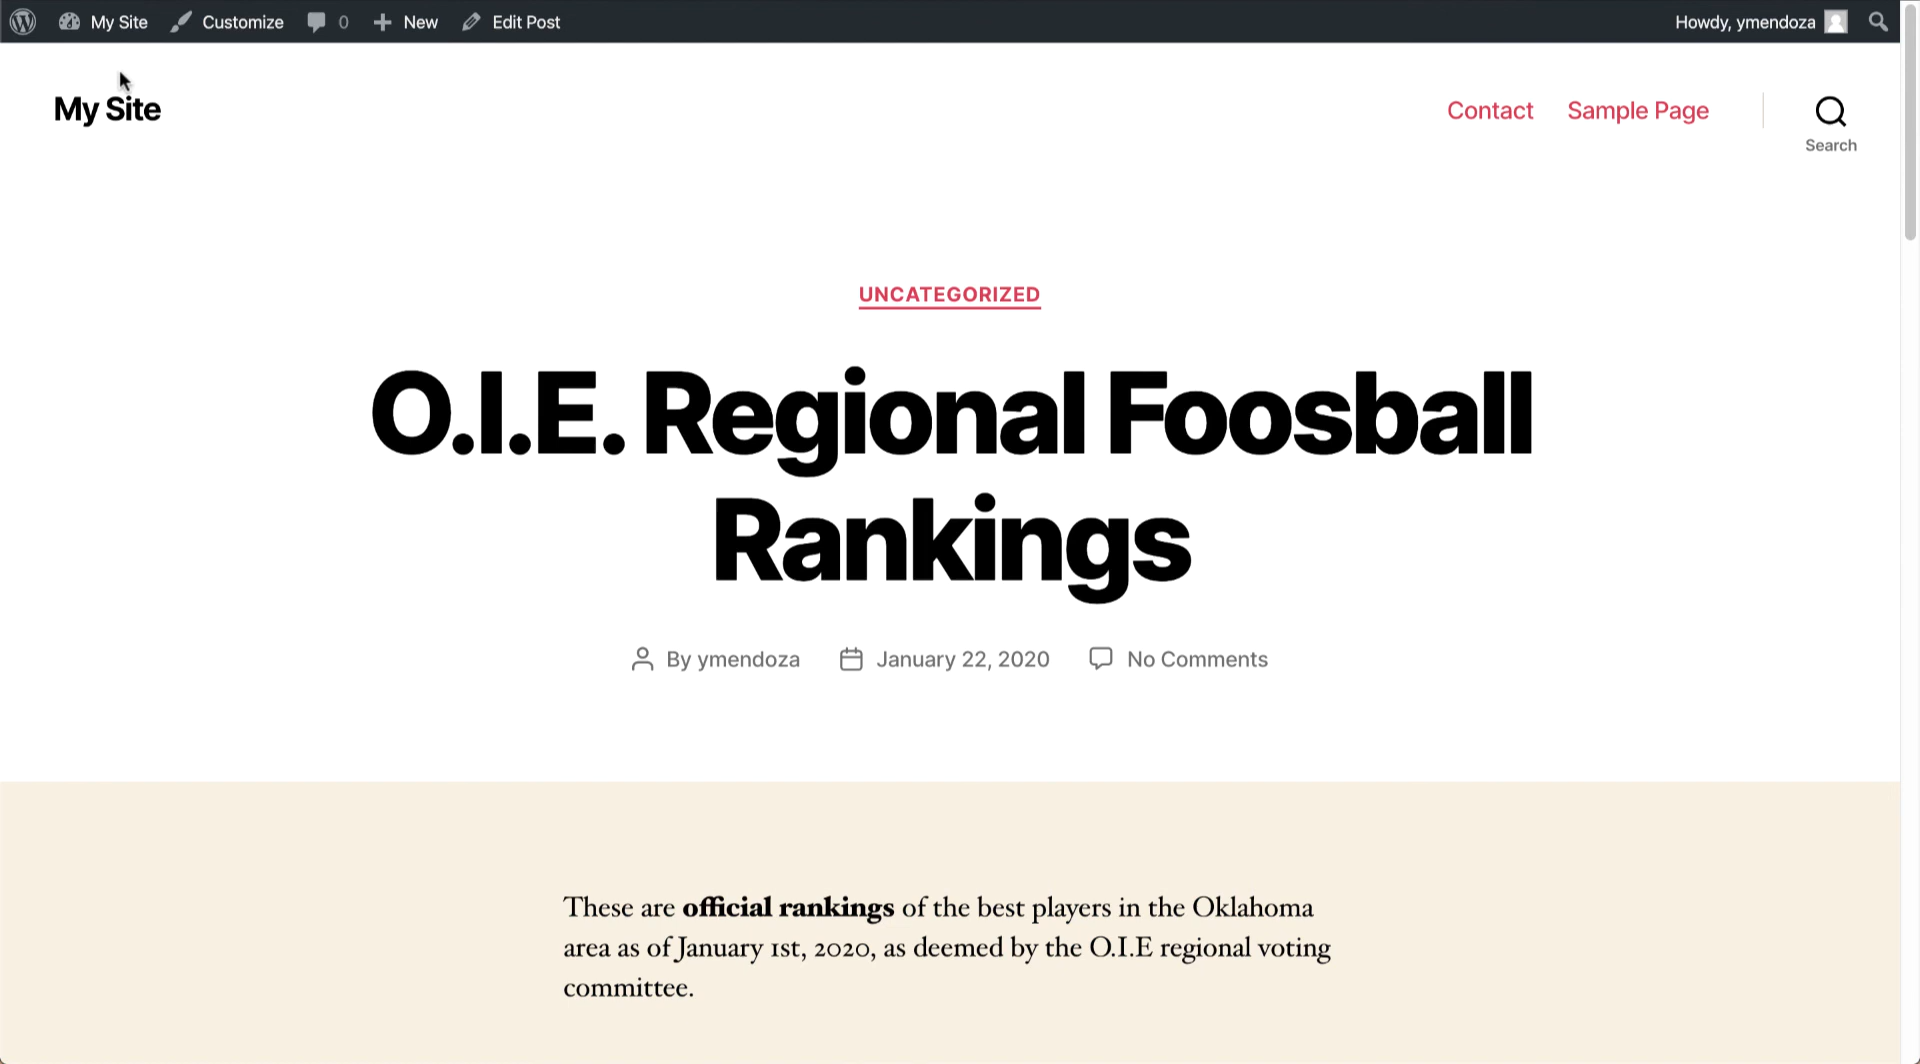 My Site Customize 0 New Edit Post Howdy, ymendoza
My Site Contact Sample Page Search
UNCATEGORIZED
O.I.E. Regional Foosball
Rankings
By ymendoza January 22, 2020 No Comments
These are official rankings of the best players in the Oklahoma
area as of January 1st, 2020, as deemed by the O.I.E regional voting
committee.